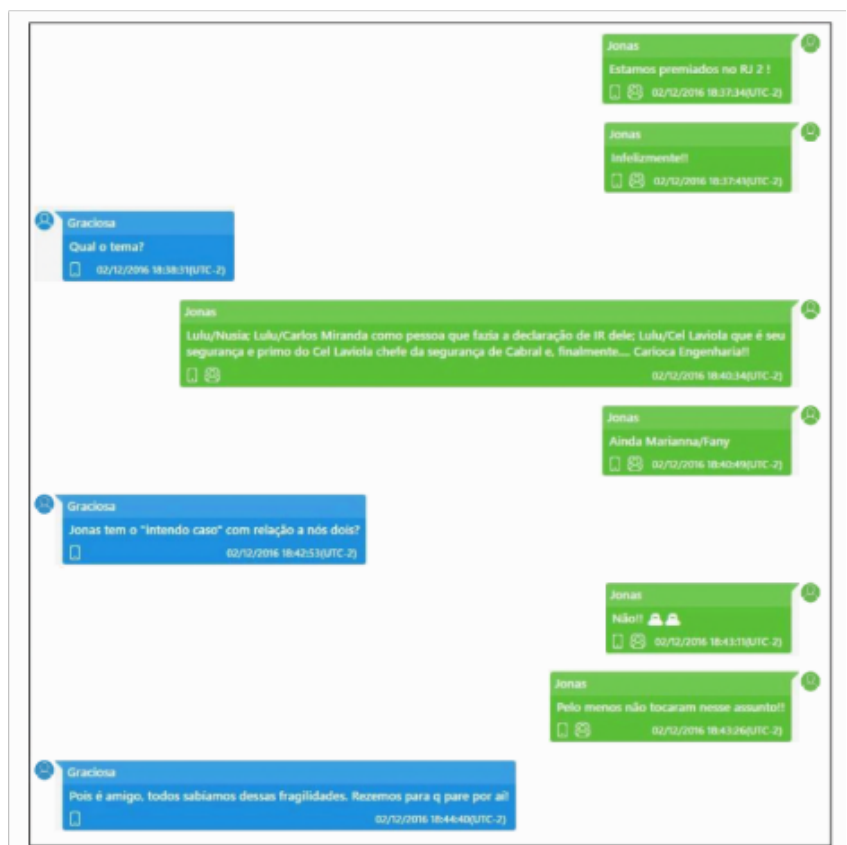 Jonas
Estamos premiados no RJ 2 !
02/12/2016 18:37:34(UTC-2)
Jonas
Infelizmente!!
02/12/2016 18:37:43(UTC-2)
Graciosa
Qual o tema?
02/12/2016 18:38:31(UTC-2)
Jonas
Lulu/Nusia; Lulu/Carlos Miranda como pessoa que fazia a declaração de IR dele; Lulu/Cel Laviola que é seu
segurança e primo do Cel Laviola chefe da segurança de Cabral e, finalmente.... Carioca Engenharia!!
02/12/2016 18:40:34(UTC-2)
Jonas
Ainda Marianna/Fany
02/12/2016 18:40:49(UTC-2)
Graciosa
Jonas tem o "intendo caso" com relação a nós dois?
02/12/2016 18:42:53(UTC-2)
Jonas
Não!!
02/12/2016 18:43:11(UTC-2)
Jonas
Pelo menos não tocaram nesse assunto!!
02/12/2016 18:43:26(UTC-2)
Graciosa
Pois é amigo, todos sabíamos dessas fragilidades. Rezemos para q pare por aí!
02/12/2016 18:44:40(UTC-2)